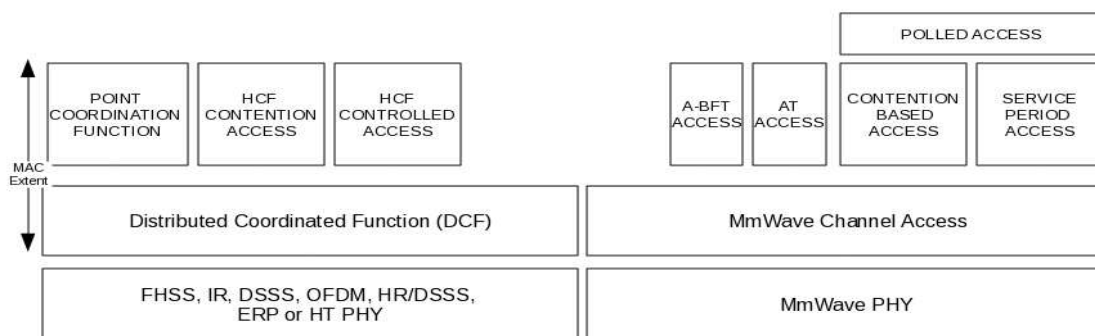 POLLED ACCESS
POINT
COORDINATION
FUNCTION
HCF
CONTENTION
ACCESS
HCF
CONTROLLED
ACCESS
A-BFT
ACCESS
AT
ACCESS
CONTENTION
BASED
ACCESS
SERVICE
PERIOD
ACCESS
MAC
Extent
Distributed Coordinated Function (DCF)
MmWave Channel Access
FHSS, IR, DSSS, OFDM, HR/DSSS,
ERP or HT PHY
MmWave PHY